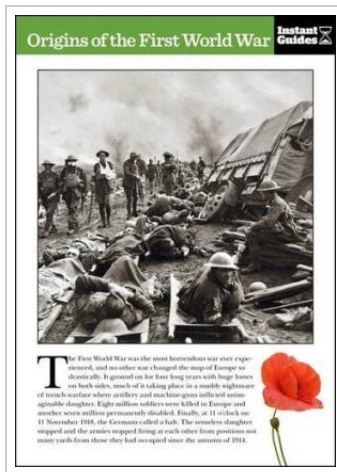 Origins of the First World War
Instant
Guides
The First World War was the most horrendous war ever expe-
rienced, and no other war changed the map of Europe so
drastically. It ground on for four long years with huge losses
on both sides, much of it taking place in a muddy nightmare
of trench warfare where artillery and machine-guns inflicted unim-
aginable slaughter. Eight million soldiers were killed in Europe and
another seven million permanently disabled. Finally, at 11 o'clock on
11 November 1918, the Germans called a halt. The senseless slaughter
stopped and the armies stopped firing at each other from positions not
many yards from those they had occupied since the autumn of 1914.